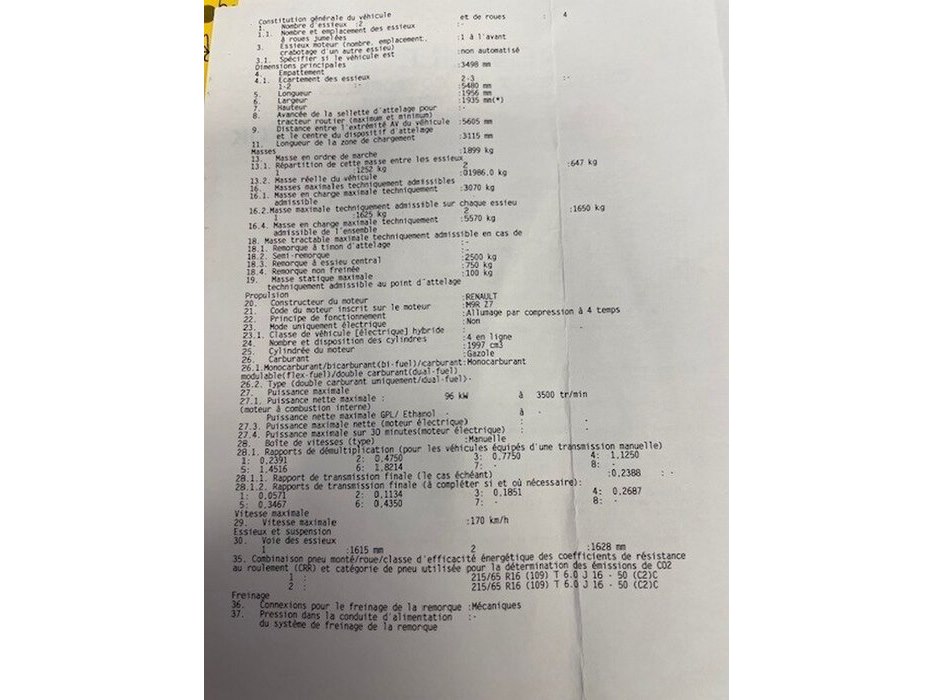 Constitution générale du véhicule
1. Nombre d'essieux :2 et de roues : 4
1.1. Nombre et emplacement des essieux
à roues jumelées :-
3. Essieux moteur (nombre, emplacement, :1 à l'avant
crabotage d'un autre essieu)
3.1. Spécifier si le véhicule est :non automatisé
Dimensions principales
4. Empattement :3498 mm
4.1. Ecartement des essieux
1-2 :- 2-3 :-
5. Longueur :5480 mm
6. Largeur :1956 mm
7. Hauteur :1935 mm(*)
8. Avancée de la sellette d'attelage pour :-
tracteur routier (maximum et minimum)
9. Distance entre l'extrémité AV du véhicule :5605 mm
et le centre du dispositif d'attelage
11. Longueur de la zone de chargement :3115 mm
Masses
13. Masse en ordre de marche :1899 kg
13.1. Répartition de cette masse entre les essieux
1 :1252 kg 2 :647 kg
13.2. Masse réelle du véhicule :01986.0 kg
16. Masses maximales techniquement admissibles
16.1. Masse en charge maximale techniquement :3070 kg
admissible
16.2.Masse maximale techniquement admissible sur chaque essieu
1 :1625 kg 2 :1650 kg
16.4. Masse en charge maximale techniquement :5570 kg
admissible de l'ensemble
18. Masse tractable maximale techniquement admissible en cas de
18.1. Remorque à timon d'attelage :-
18.2. Semi-remorque :-
18.3. Remorque à essieu central :2500 kg
18.4. Remorque non freinée :750 kg
19. Masse statique maximale :100 kg
techniquement admissible au point d'attelage
Propulsion
20. Constructeur du moteur :RENAULT
21. Code du moteur inscrit sur le moteur :M9R Z7
22. Principe de fonctionnement :Allumage par compression à 4 temps
23. Mode uniquement électrique :Non
23.1. Classe de véhicule [électrique] hybride :
24. Nombre et disposition des cylindres :4 en ligne
25. Cylindrée du moteur :1997 cm3
26. Carburant :Gazole
26.1.Monocarburant/bicarburant(bi-fuel)/carburant:Monocarburant
modulable(flex-fuel)/double carburant(dual-fuel)
26.2. Type (double carburant uniquement/dual-fuel)-
27. Puissance maximale
27.1. Puissance nette maximale : 96 kW à 3500 tr/min
(moteur à combustion interne)
Puissance nette maximale GPL/ Ethanol - à -
27.3. Puissance maximale nette (moteur électrique) : -
27.4. Puissance maximale sur 30 minutes(moteur électrique) : -
28. Boîte de vitesses (type) :Manuelle
28.1. Rapports de démultiplication (pour les véhicules équipés d'une transmission manuelle)
1: 0.2391 2: 0.4750 3: 0.7750 4: 1.1250
5: 1.4516 6: 1.8214 7: - 8: -
28.1.1. Rapport de transmission finale (le cas échéant) :0.2388 : -
28.1.2. Rapports de transmission finale (à compléter si et où nécessaire):
1: 0.0571 2: 0.1134 3: 0.1851 4: 0.2687
5: 0.3467 6: 0.4350 7: - 8: -
Vitesse maximale
29. Vitesse maximale :170 km/h
Essieux et suspension
30. Voie des essieux
1 :1615 mm 2 :1628 mm
35. Combinaison pneu monté/roue/classe d'efficacité énergétique des coefficients de résistance
au roulement (CRR) et catégorie de pneu utilisée pour la détermination des émissions de CO2
1 : 215/65 R16 (109) T 6.0 J 16 - 50 (C2)C
2 : 215/65 R16 (109) T 6.0 J 16 - 50 (C2)C
Freinage
36. Connexions pour le freinage de la remorque :Mécaniques
37. Pression dans la conduite d'alimentation :-
du système de freinage de la remorque